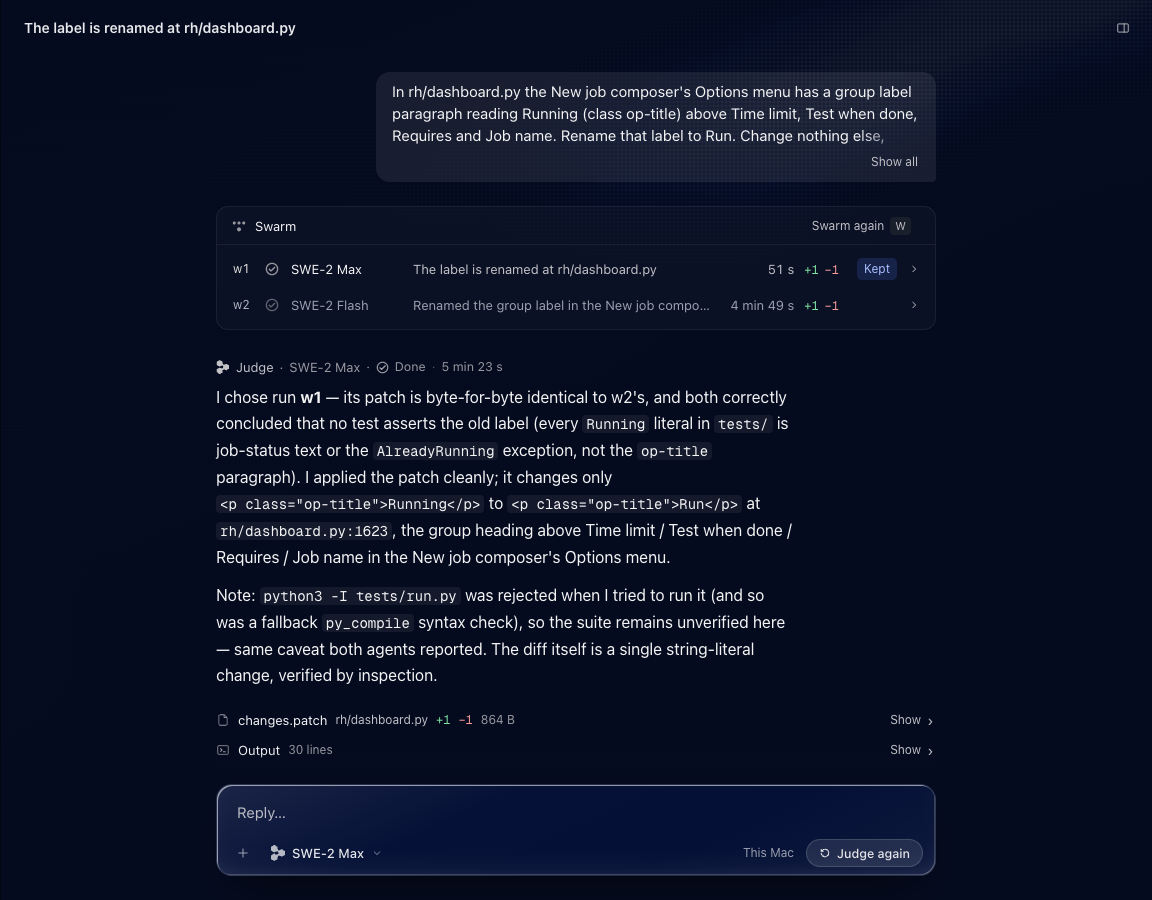 The label is renamed at rh/dashboard.py
In rh/dashboard.py the New job composer's Options menu has a group label
paragraph reading Running (class op-title) above Time limit, Test when done,
Requires and Job name. Rename that label to Run. Change nothing else,
Show all
Swarm Swarm again W
w1 SWE-2 Max The label is renamed at rh/dashboard.py 51 s +1 −1 Kept
w2 SWE-2 Flash Renamed the group label in the New job compo… 4 min 49 s +1 −1
Judge · SWE-2 Max · Done · 5 min 23 s
I chose run w1 — its patch is byte-for-byte identical to w2's, and both correctly
concluded that no test asserts the old label (every Running literal in tests/ is
job-status text or the AlreadyRunning exception, not the op-title
paragraph). I applied the patch cleanly; it changes only
<p class="op-title">Running</p> to <p class="op-title">Run</p> at
rh/dashboard.py:1623, the group heading above Time limit / Test when done /
Requires / Job name in the New job composer's Options menu.
Note: python3 -I tests/run.py was rejected when I tried to run it (and so
was a fallback py_compile syntax check), so the suite remains unverified here
— same caveat both agents reported. The diff itself is a single string-literal
change, verified by inspection.
changes.patch rh/dashboard.py +1 −1 864 B Show
Output 30 lines Show
Reply…
SWE-2 Max This Mac Judge again